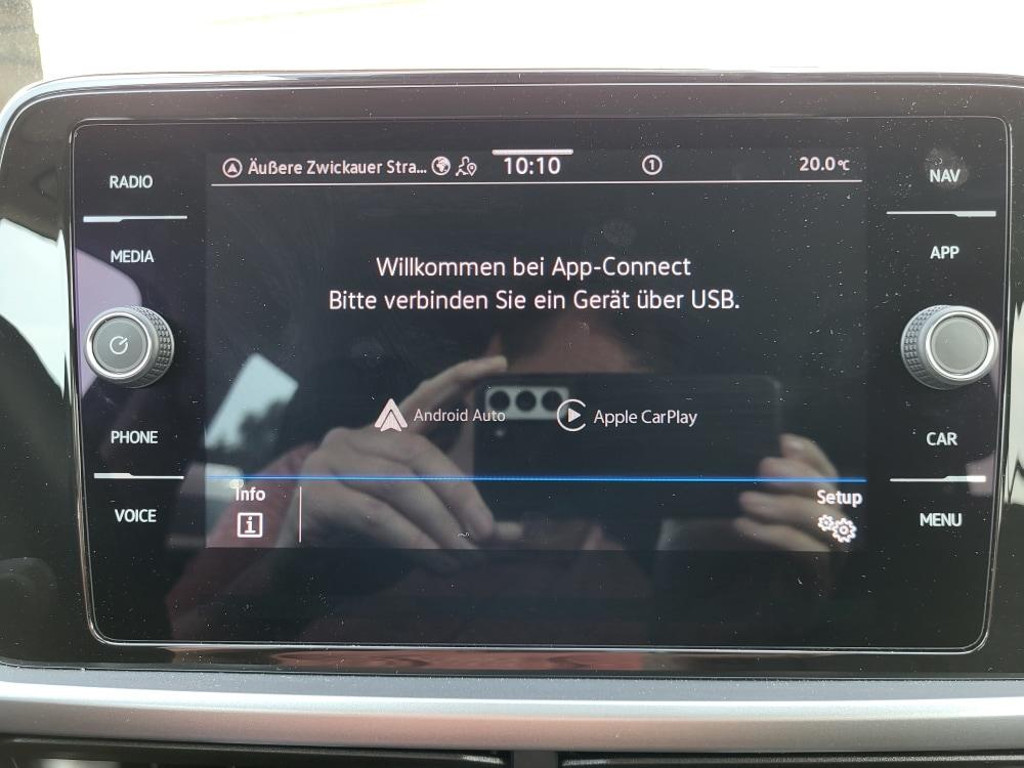 RADIO
Äußere Zwickauer Stra...
10:10
1
20.0°C
NAV
MEDIA
APP
Willkommen bei App-Connect
Bitte verbinden Sie ein Gerät über USB.
Android Auto
Apple CarPlay
PHONE
CAR
Info
i
Setup
VOICE
MENU